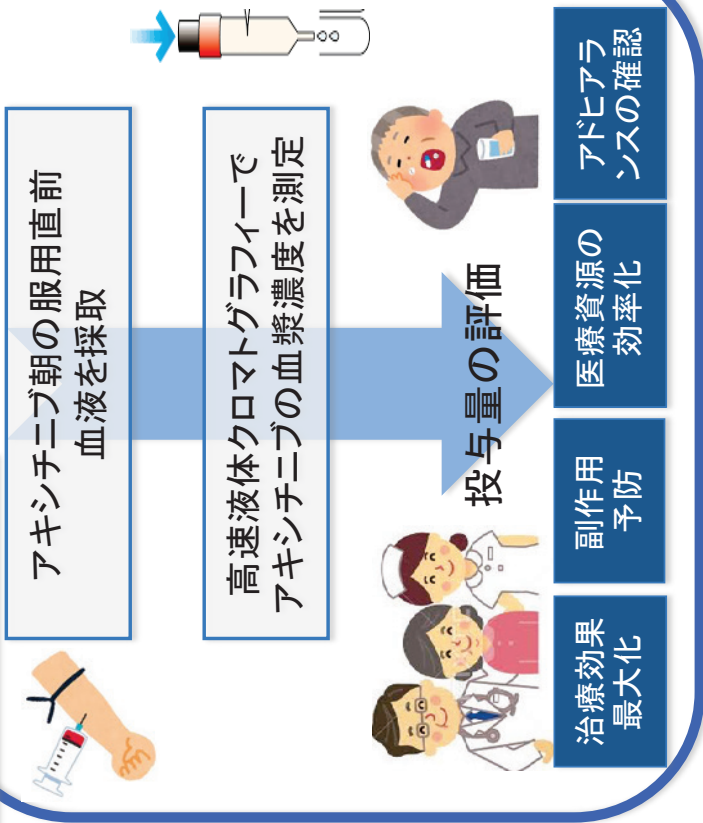 アキシチニブ朝の服用直前
血液を採取
高速液体クロマトグラフィーで
アキシチニブの血漿濃度を測定
投与量の評価
治療効果
最大化
副作用
予防
医療資源の
効率化
アドヒアラ
ンスの確認